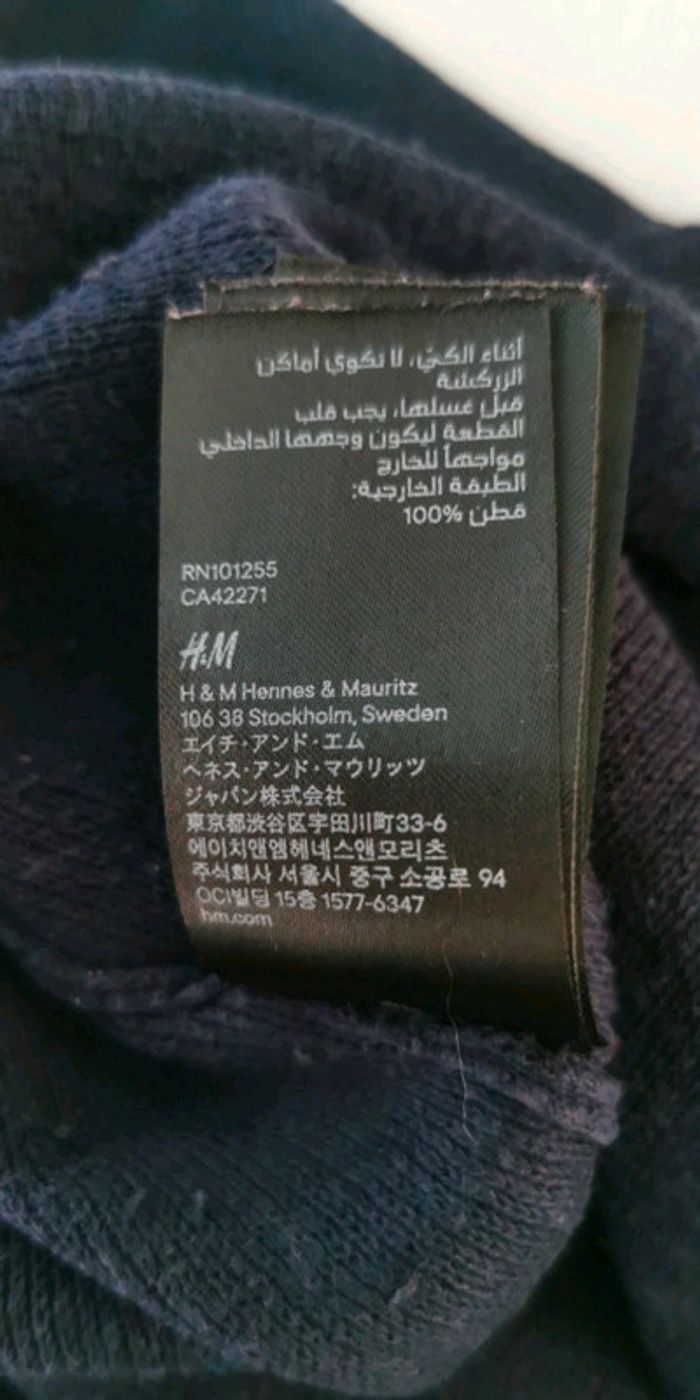 أثناء الكيّ، لا تكوي أماكن
الزركشة
قبل غسلها، يجب قلب
القطعة ليكون وجهها الداخلي
مواجهاً للخارج
الطبقة الخارجية:
قطن 100%
RN101255
CA42271
H&M
H & M Hennes & Mauritz
106 38 Stockholm, Sweden
エイチ・アンド・エム
ヘネス・アンド・マウリッツ
ジャパン株式会社
東京都渋谷区宇田川町33-6
에이치앤엠헤네스앤모리츠
주식회사 서울시 중구 소공로 94
OCI빌딩 15층 1577-6347
hm.com